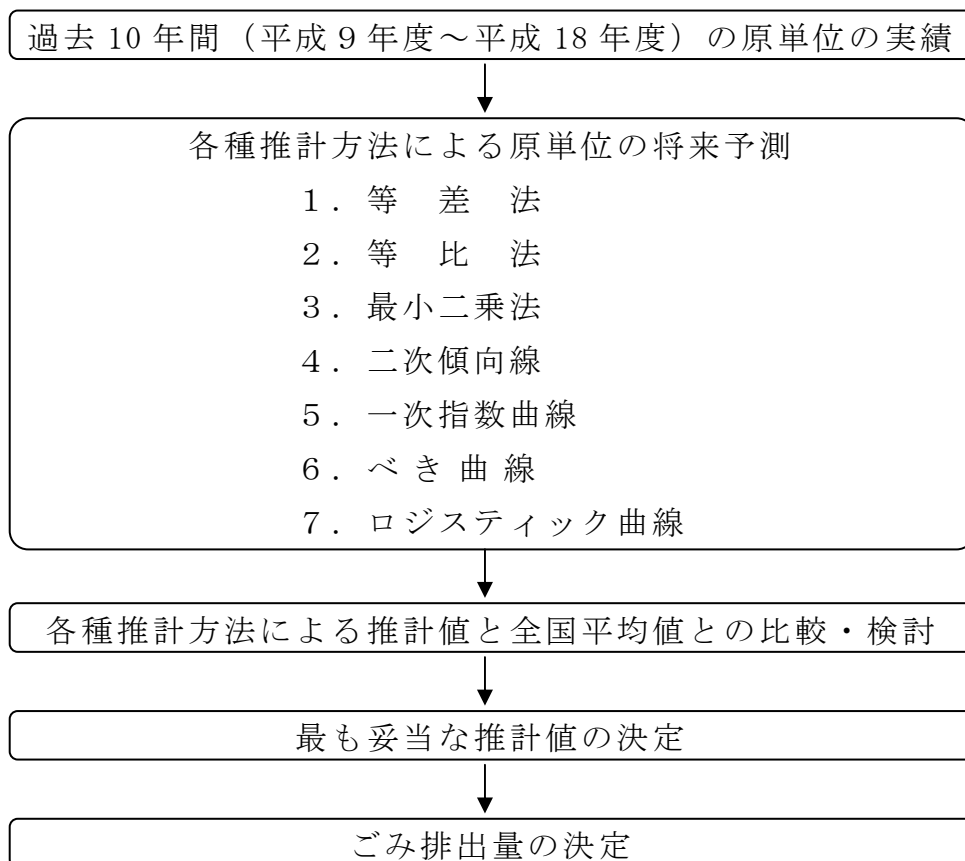 過去 10 年間（平成９年度～平成 18 年度）の原単位の実績
各種推計方法による原単位の将来予測
１．等　差　法
２．等　比　法
３．最小二乗法
４．二次傾向線
５．一次指数曲線
６．べ き 曲 線
７．ロジスティック曲線
各種推計方法による推計値と全国平均値との比較・検討
最も妥当な推計値の決定
ごみ排出量の決定